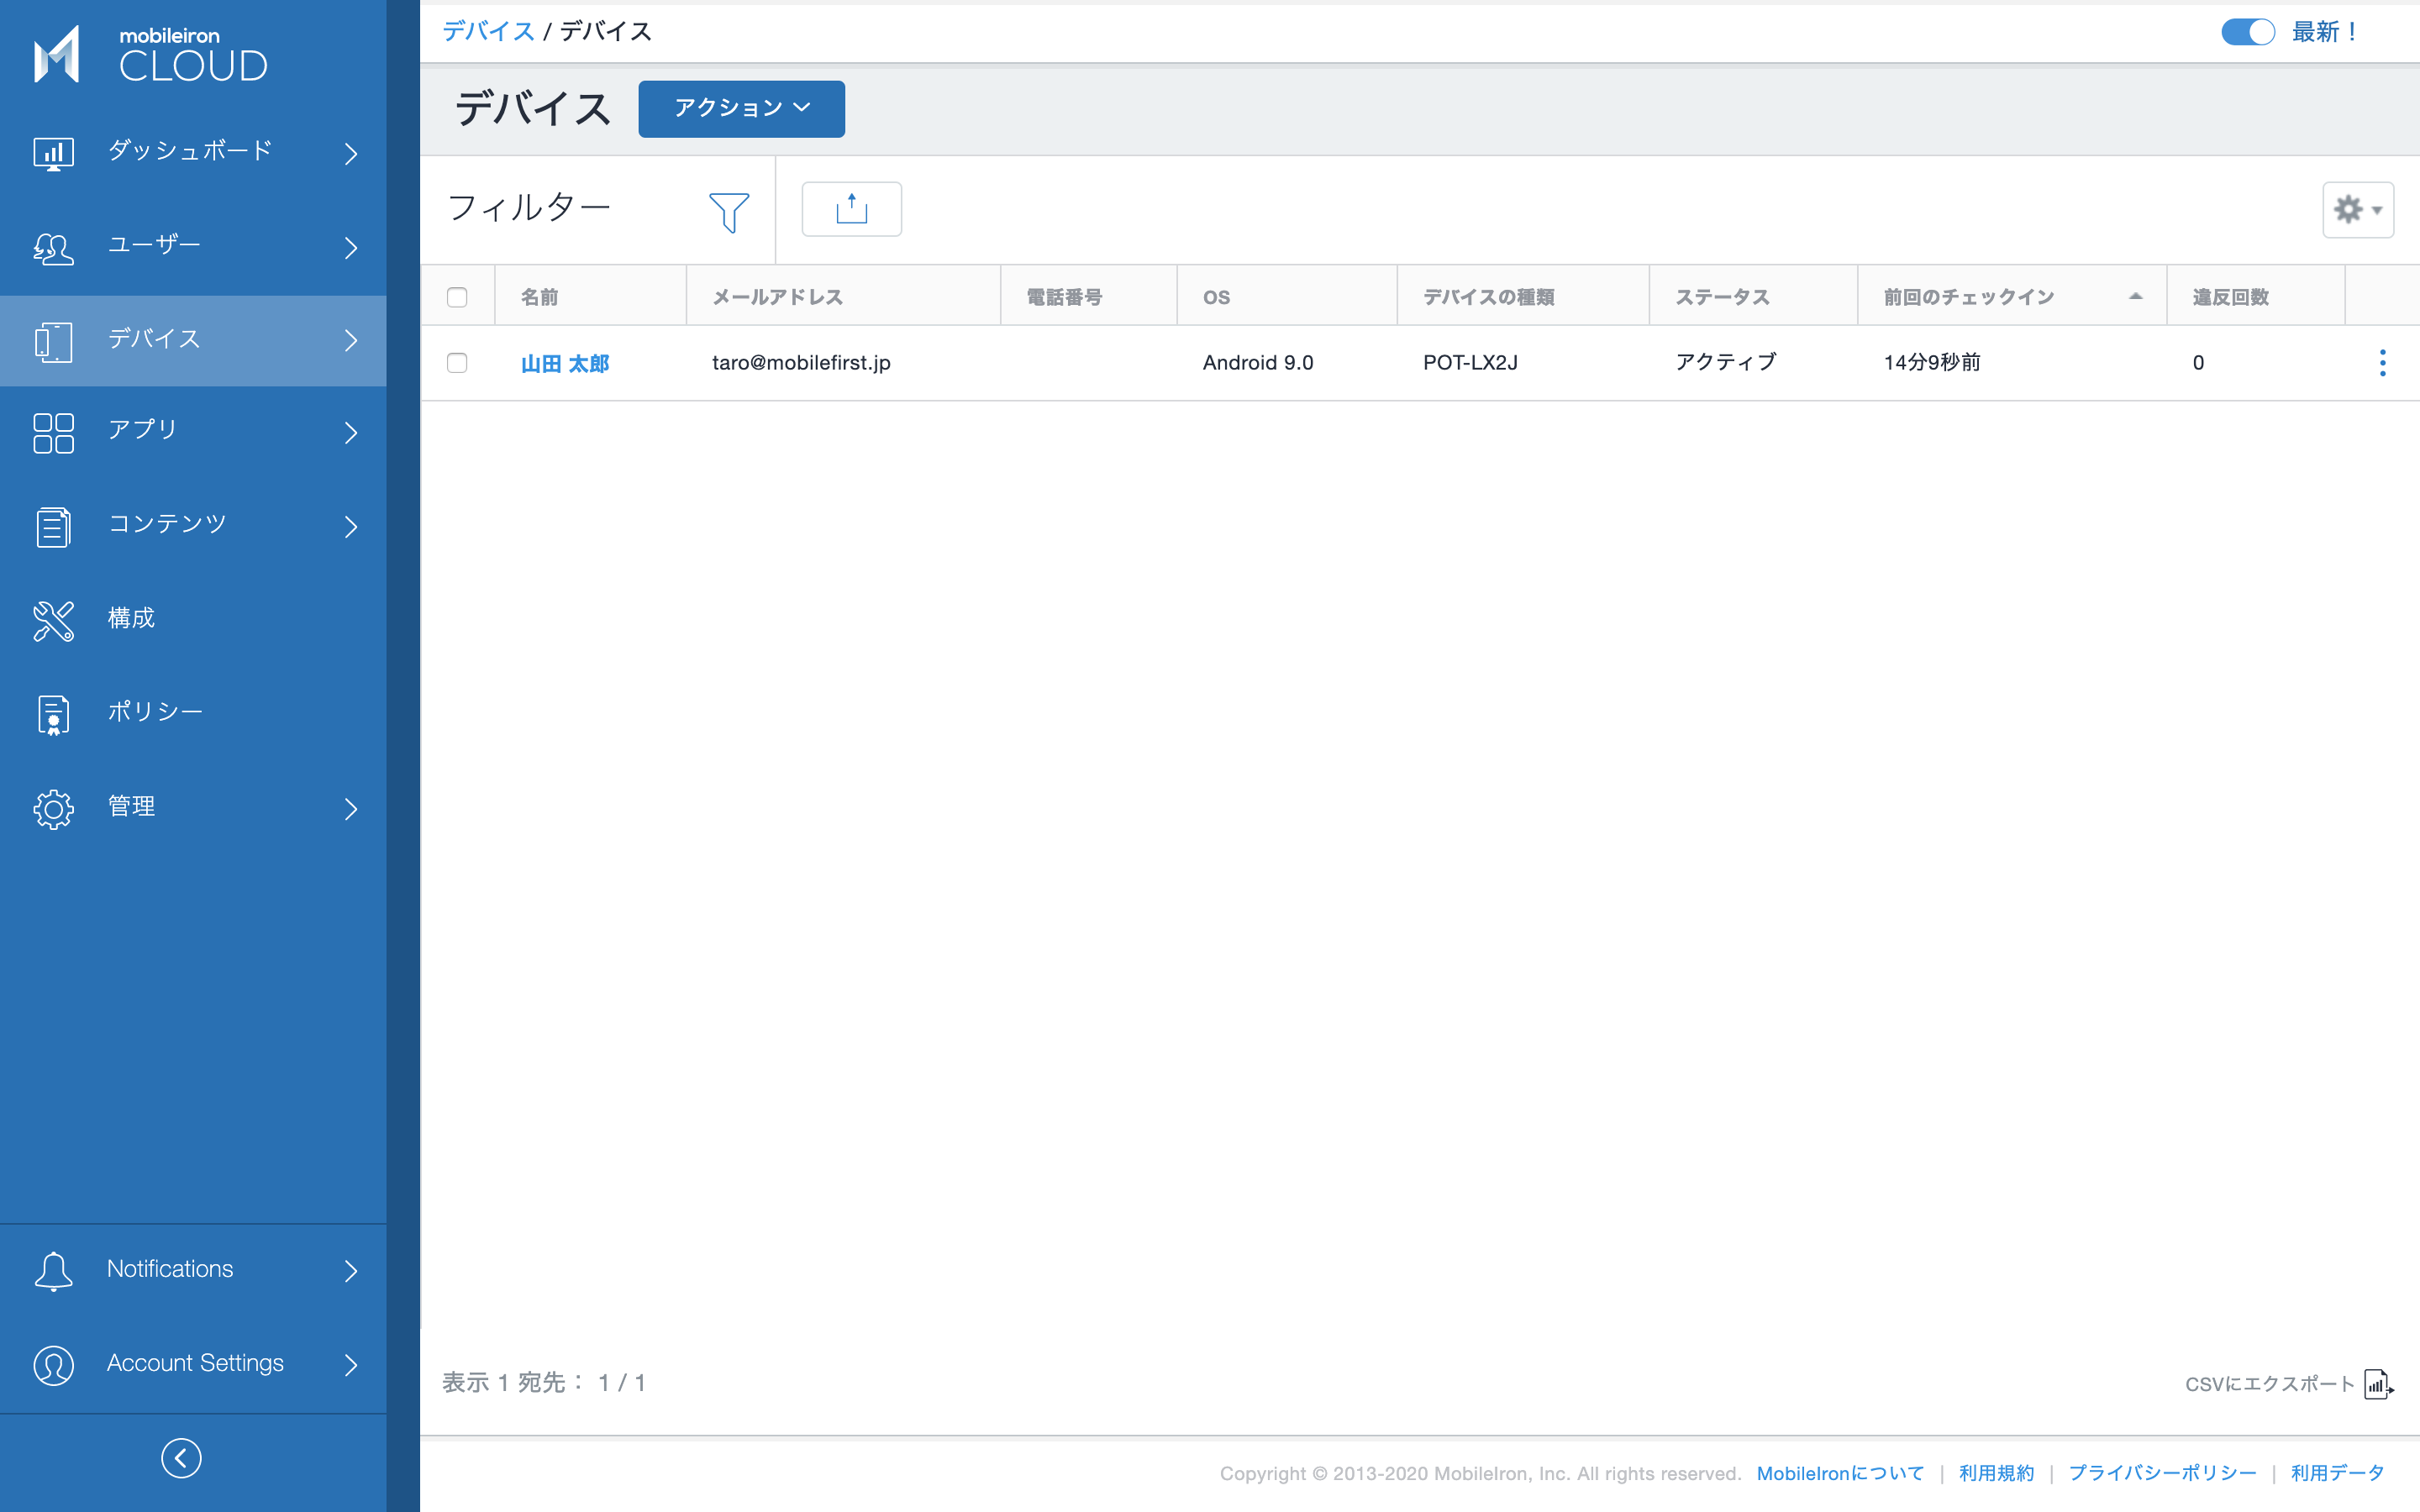 mobileiron
CLOUD
ダッシュボード
ユーザー
デバイス
アプリ
コンテンツ
構成
ポリシー
管理
Notifications
Account Settings
デバイス / デバイス
最新！
デバイス
アクション
フィルター
名前 メールアドレス 電話番号 OS デバイスの種類 ステータス 前回のチェックイン 違反回数
山田 太郎 taro@mobilefirst.jp Android 9.0 POT-LX2J アクティブ 14分9秒前 0
表示 1 宛先： 1 / 1
CSVにエクスポート
Copyright © 2013-2020 MobileIron, Inc. All rights reserved. MobileIronについて | 利用規約 | プライバシーポリシー | 利用データ